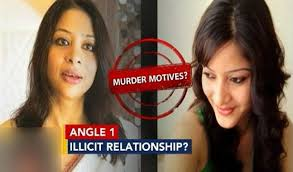 MURDER MOTIVES?
ANGLE 1
ILLICIT RELATIONSHIP?